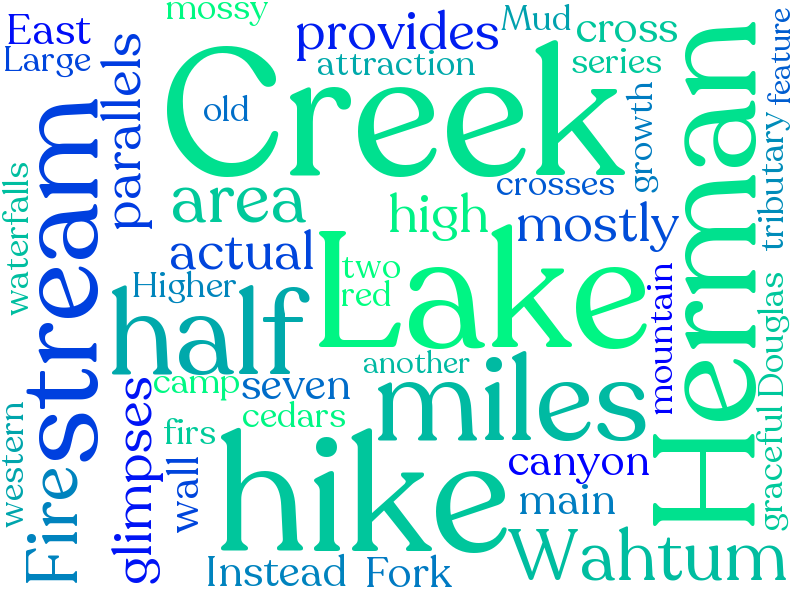 mossy
East
provides
Mud
cross
Large
attraction
series
feature
parallels
Creek
old
growth
tributary
stream
crosses
waterfalls
area
high
mostly
Herman
actual
Lake
two
Higher
red
mountain
half
Douglas
another
camp
seven
miles
cedars
glimpses
firs
western
hike
canyon
graceful
wall
Fire
main
Wahtum
Instead
Fork